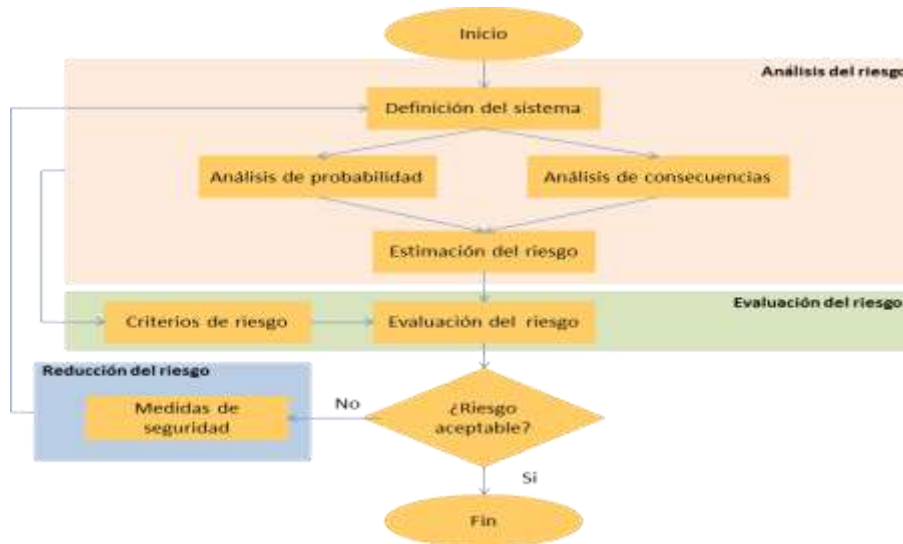 Inicio
Análisis del riesgo
Definición del sistema
Análisis de probabilidad
Análisis de consecuencias
Estimación del riesgo
Evaluación del riesgo
Criterios de riesgo
Evaluación del riesgo
Reducción del riesgo
Medidas de
seguridad
No
¿Riesgo
aceptable?
Si
Fin